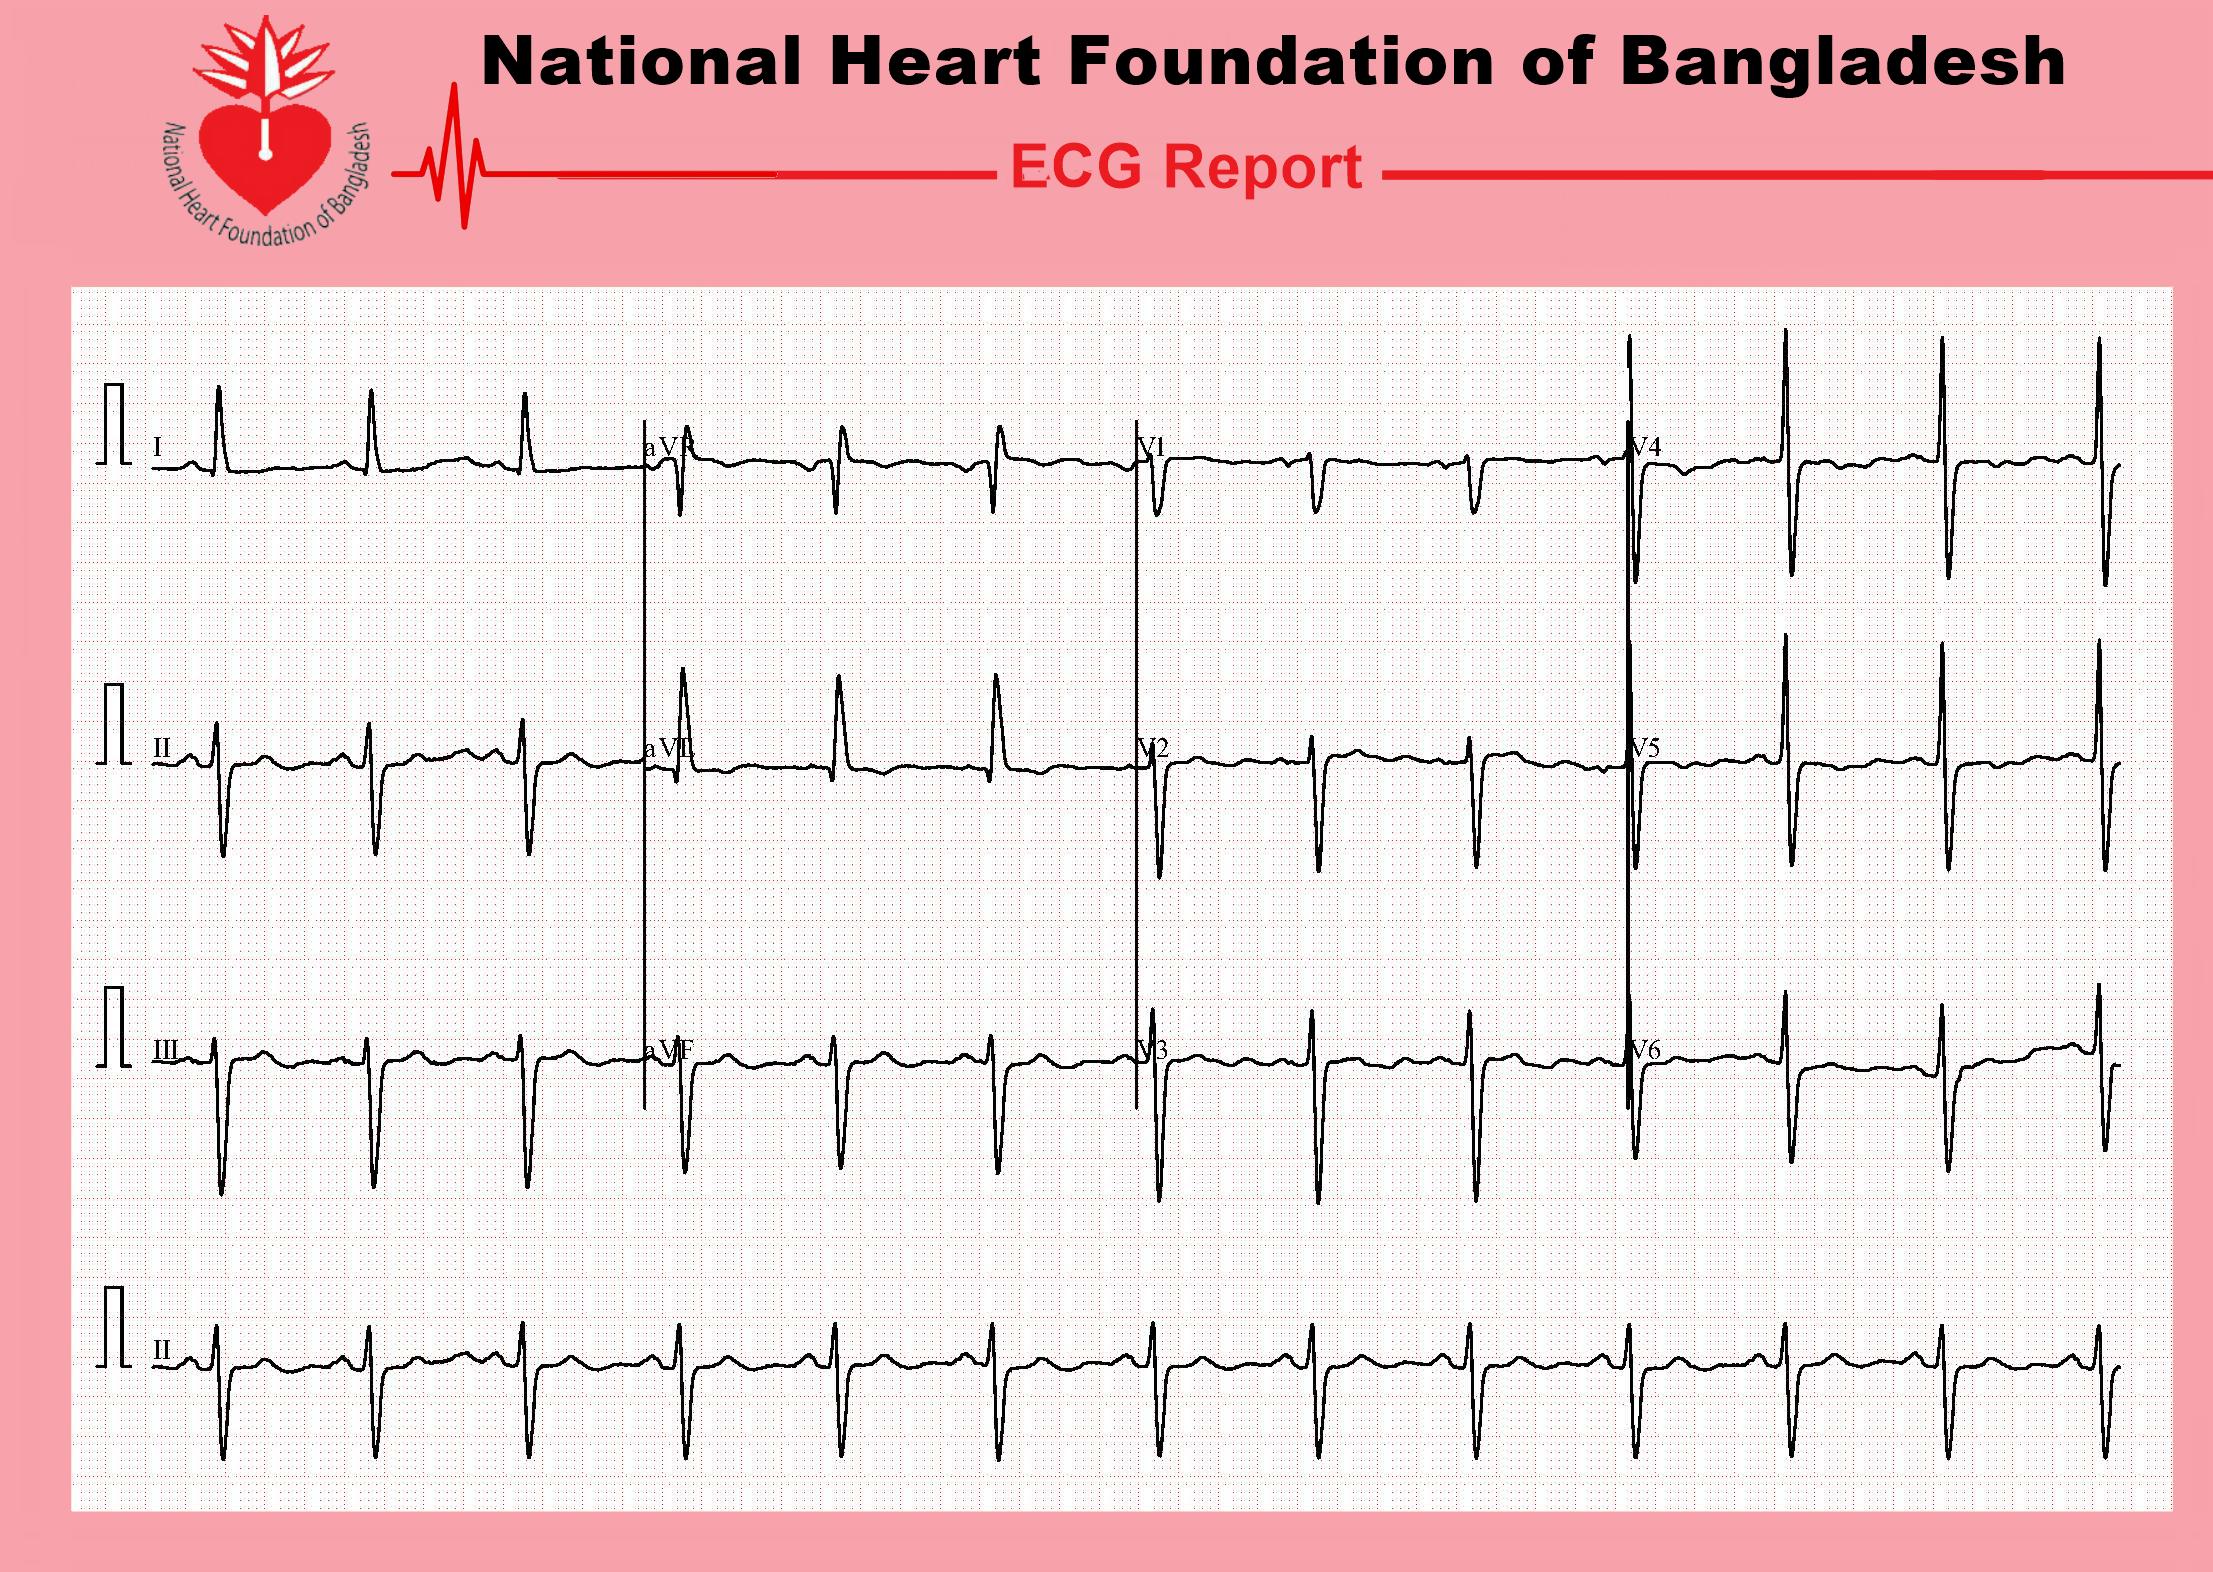 National Heart Foundation of Bangladesh
National Heart Foundation of Bangladesh
ECG Report
I
aVR
V1
V4
II
aVL
V2
V5
III
aVF
V3
V6
II